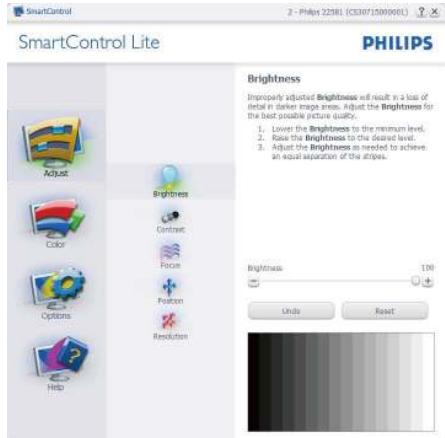 SmartControl
2 - Philips 225B1 (CS30715000001)
? X
SmartControl Lite
PHILIPS
Adjust
Color
Options
Help
Brightness
Contrast
Focus
Position
Resolution
Brightness
Improperly adjusted Brightness will result in a loss of
detail in darker image areas. Adjust the Brightness for
the best possible picture quality.
1. Lower the Brightness to the minimum level.
2. Raise the Brightness to the desired level.
3. Adjust the Brightness as needed to achieve
an equal separation of the stripes.
Brightness
100
Undo
Reset